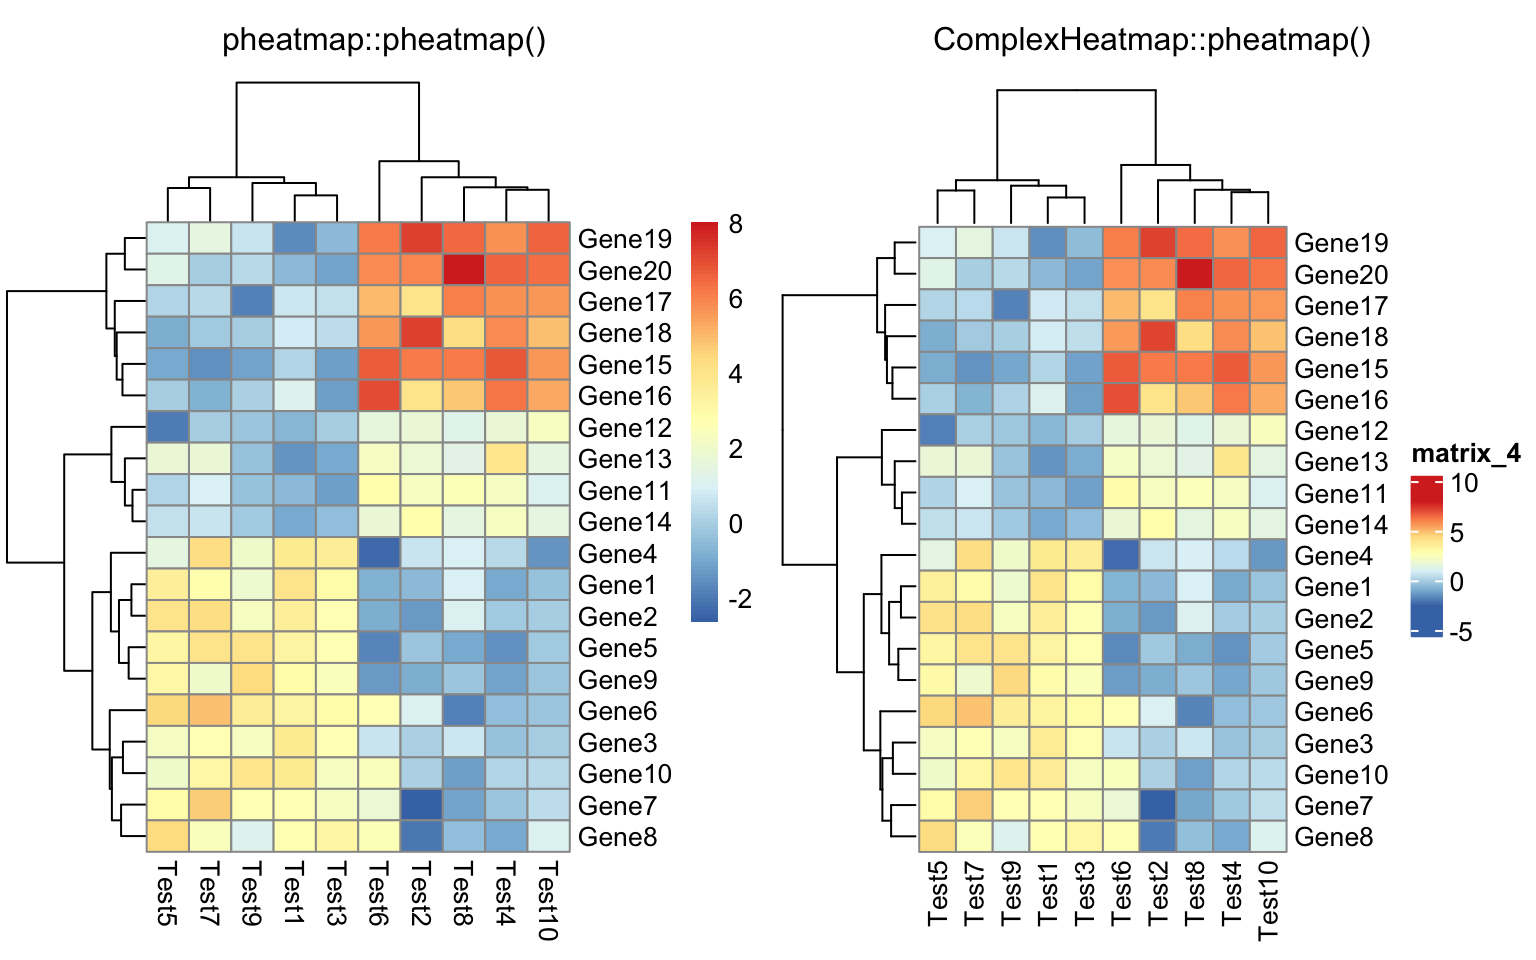 pheatmap::pheatmap()
8
6
4
2
0
-2
Gene19
Gene20
Gene17
Gene18
Gene15
Gene16
Gene12
Gene13
Gene11
Gene14
Gene4
Gene1
Gene2
Gene5
Gene9
Gene6
Gene3
Gene10
Gene7
Gene8
Test5
Test7
Test9
Test1
Test3
Test6
Test2
Test8
Test4
Test10
ComplexHeatmap::pheatmap()
Gene19
Gene20
Gene17
Gene18
Gene15
Gene16
Gene12
Gene13
Gene11
Gene14
Gene4
Gene1
Gene2
Gene5
Gene9
Gene6
Gene3
Gene10
Gene7
Gene8
Test5
Test7
Test9
Test1
Test3
Test6
Test2
Test8
Test4
Test10
matrix_4
10
5
0
-5